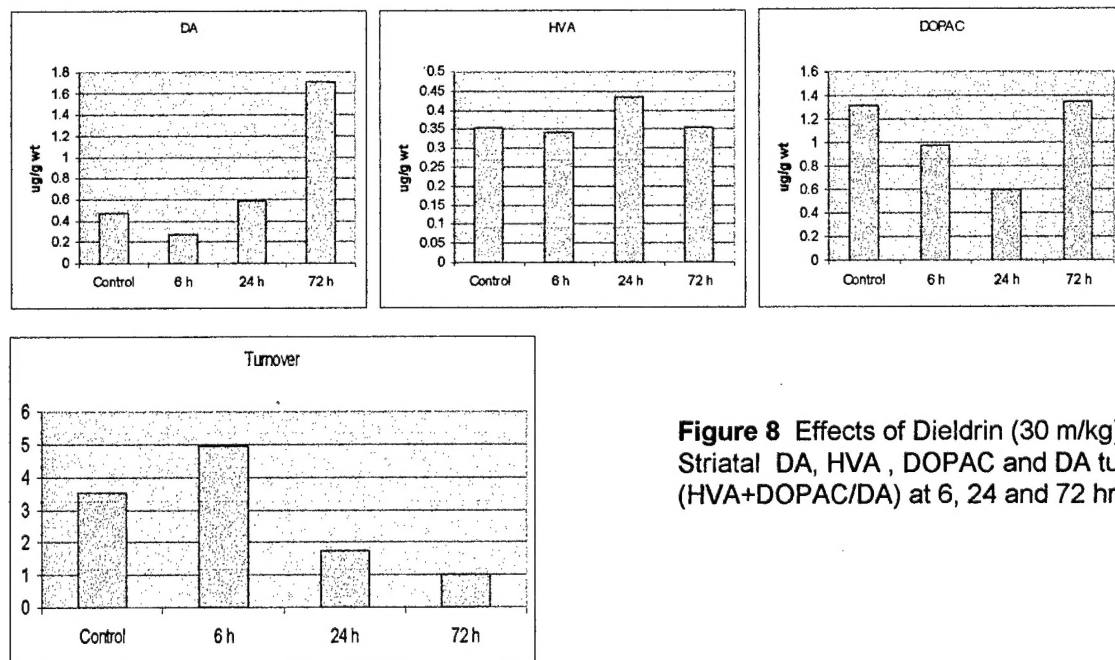 DA
ug/g wt
1.8
1.6
1.4
1.2
1
0.8
0.6
0.4
0.2
0
Control 6 h 24 h 72 h
HVA
0.5
0.45
0.4
0.35
0.3
0.25
0.2
0.15
0.1
0.05
0
Control 6 h 24 h 72 h
DOPAC
ug/g wt
1.6
1.4
1.2
1
0.8
0.6
0.4
0.2
0
Control 6 h 24 h 72 h
Turnover
6
5
4
3
2
1
0
Control 6 h 24 h 72 h
Figure 8 Effects of Dieldrin (30 m/kg)
Striatal DA, HVA , DOPAC and DA tu
(HVA+DOPAC/DA) at 6, 24 and 72 hr